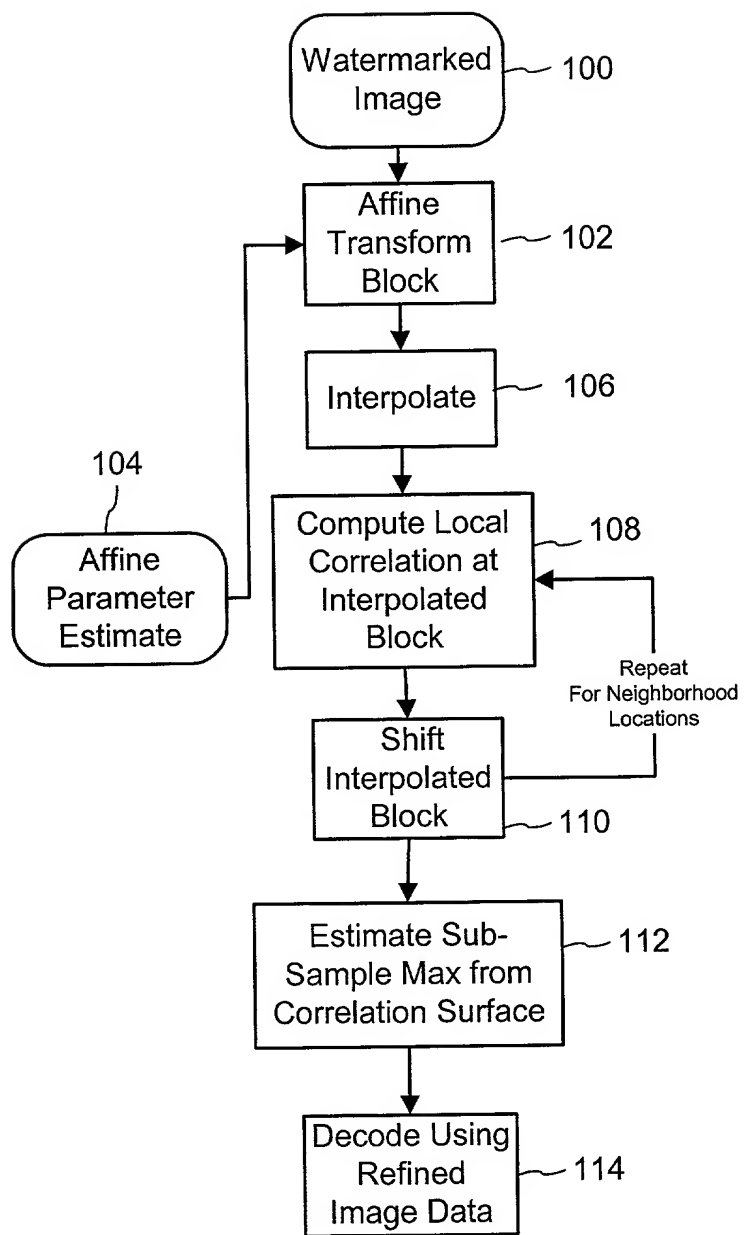 Watermarked
Image
100
Affine
Transform
Block
102
Interpolate
106
104
Affine
Parameter
Estimate
Compute Local
Correlation at
Interpolated
Block
108
Repeat
For Neighborhood
Locations
Shift
Interpolated
Block
110
Estimate Sub-
Sample Max from
Correlation Surface
112
Decode Using
Refined
Image Data
114